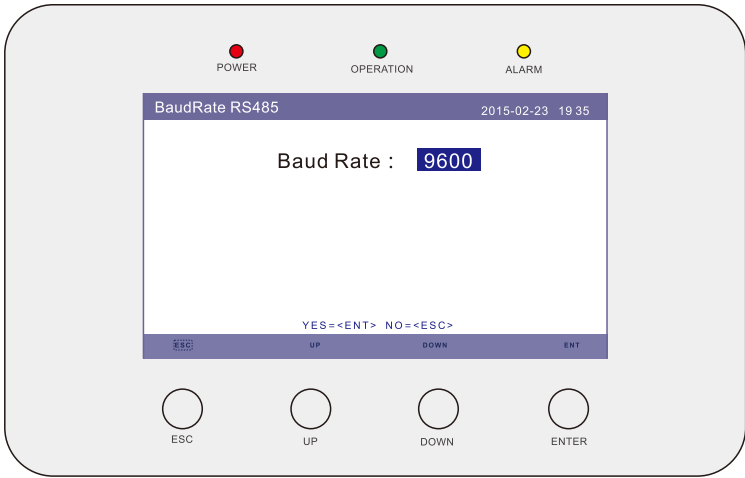 POWER OPERATION ALARM
BaudRate RS485 2015-02-23 19 35
Baud Rate : 9600
YES=<ENT> NO=<ESC>
ESC UP DOWN ENT
ESC UP DOWN ENTER